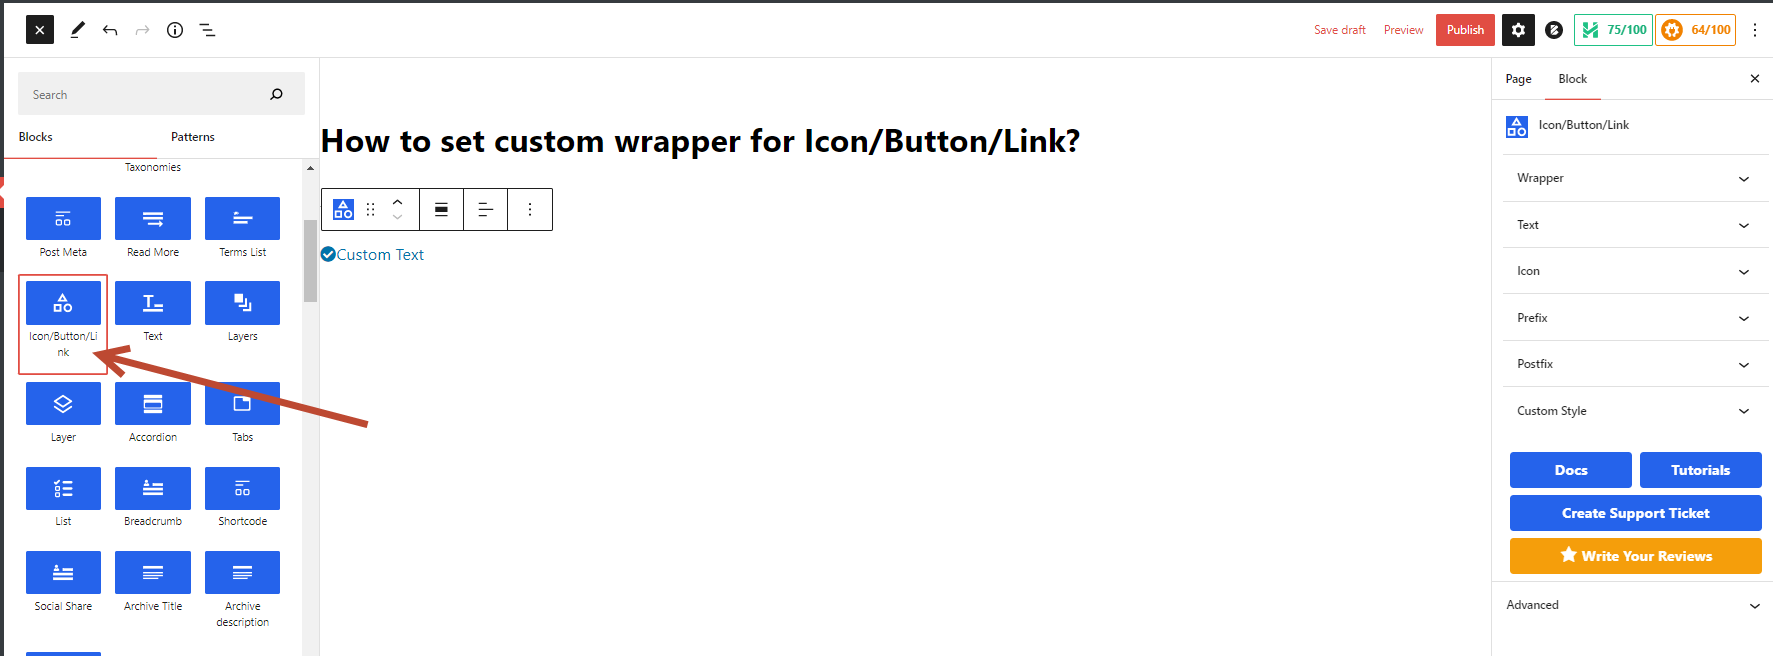 Save draft
Preview
Publish
75/100
64/100
Search
Blocks
Patterns
Taxonomies
Post Meta
Read More
Terms List
Icon/Button/Li
nk
Text
Layers
Layer
Accordion
Tabs
List
Breadcrumb
Shortcode
Social Share
Archive Title
Archive
description
How to set custom wrapper for Icon/Button/Link?
Custom Text
Page
Block
Icon/Button/Link
Wrapper
Text
Icon
Prefix
Postfix
Custom Style
Docs
Tutorials
Create Support Ticket
Write Your Reviews
Advanced